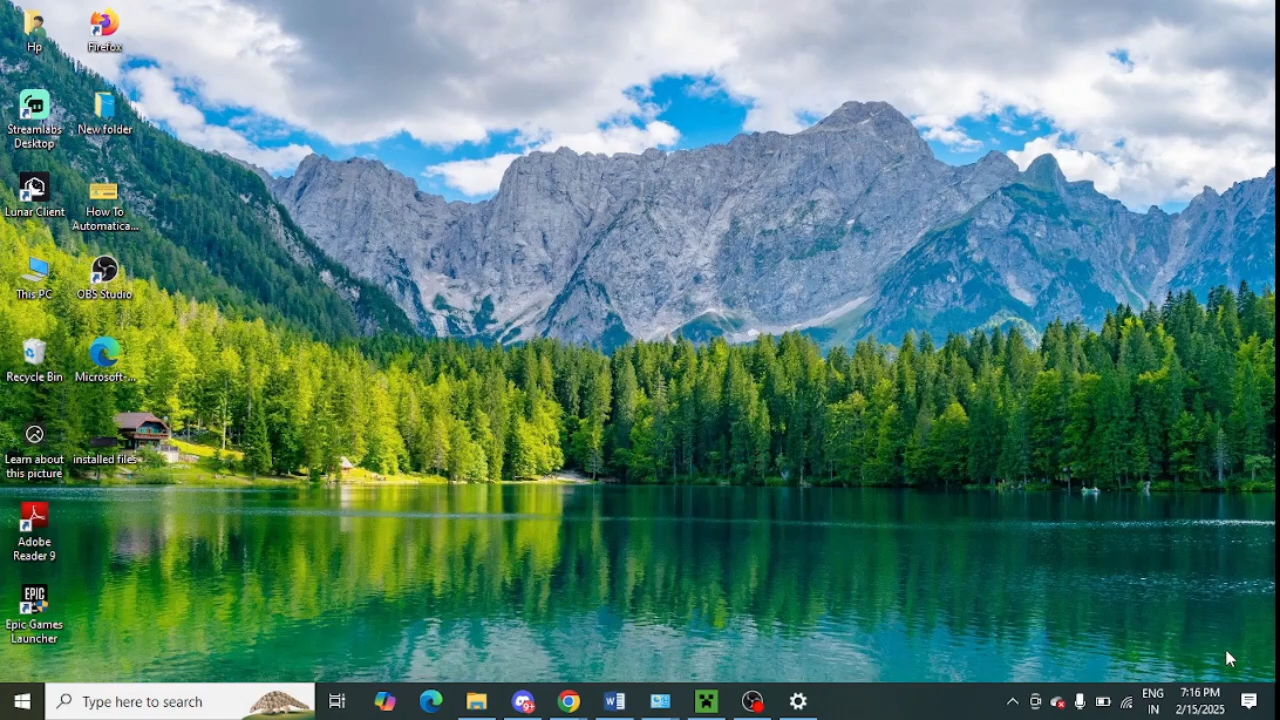 Hp
Firefox
Streamlabs
Desktop
New folder
Lunar Client
How To
Automatica...
This PC
OBS Studio
Recycle Bin
Microsoft-...
Learn about
this picture
installed files
Adobe
Reader 9
EPIC
Epic Games
Launcher
Type here to search
9+
W
ENG
IN
7:16 PM
2/15/2025